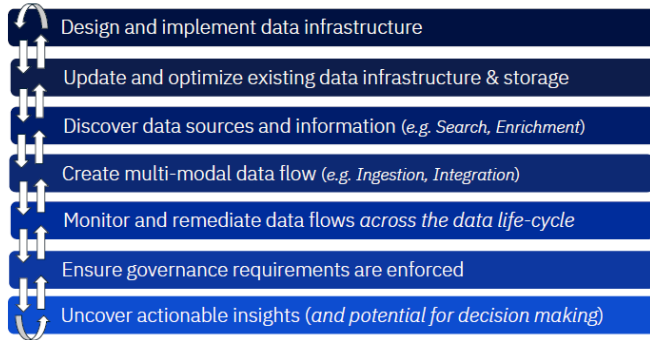 Design and implement data infrastructure
Update and optimize existing data infrastructure & storage
Discover data sources and information (e.g. Search, Enrichment)
Create multi-modal data flow (e.g. Ingestion, Integration)
Monitor and remediate data flows across the data life-cycle
Ensure governance requirements are enforced
Uncover actionable insights (and potential for decision making)